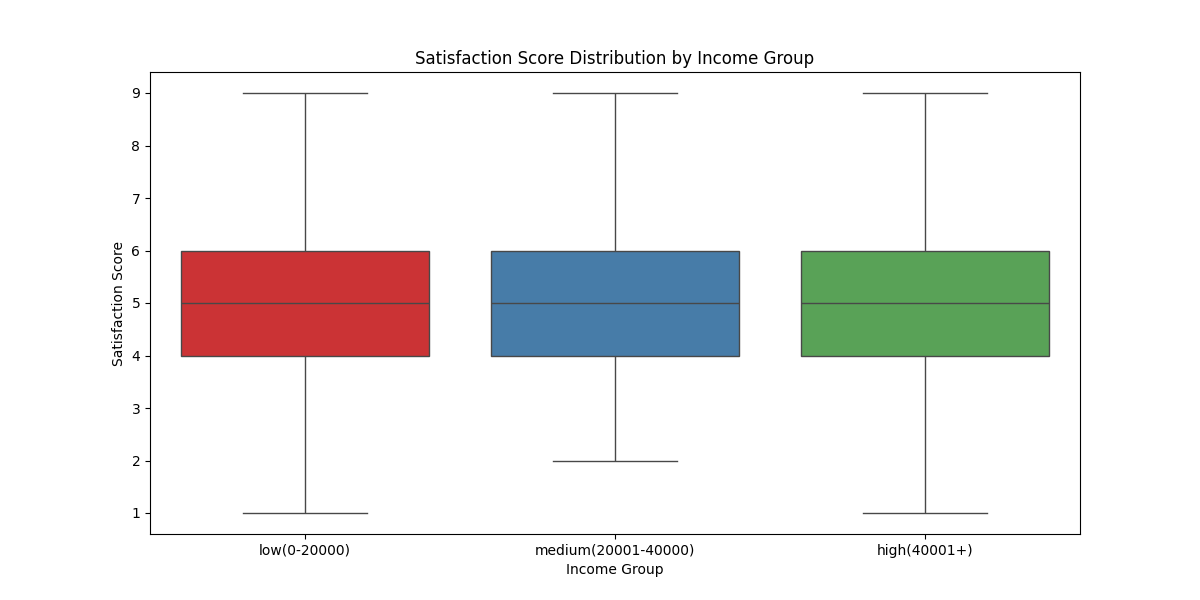 Satisfaction Score Distribution by Income Group
9
8
7
6
5
4
3
2
1
Satisfaction Score
low(0-20000)
medium(20001-40000)
high(40001+)
Income Group